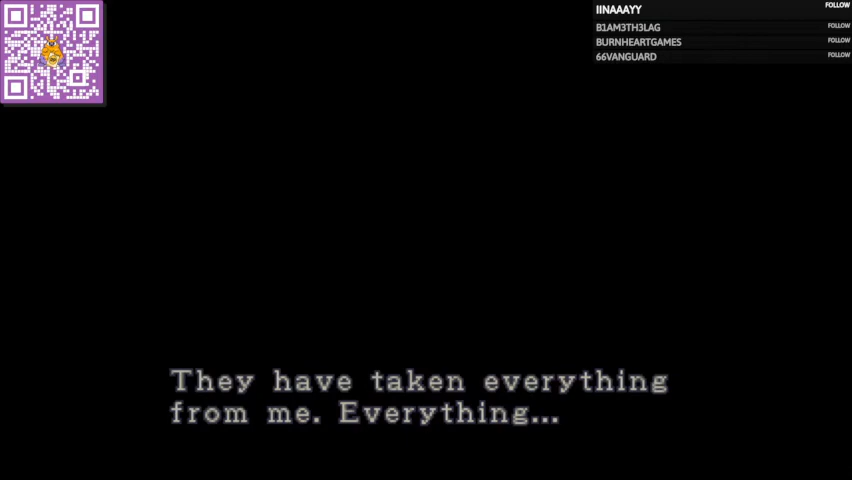 IINAAAYY FOLLOW
B1AM3TH3LAG FOLLOW
BURNHEARTGAMES FOLLOW
66VANGUARD FOLLOW
They have taken everything
from me. Everything...